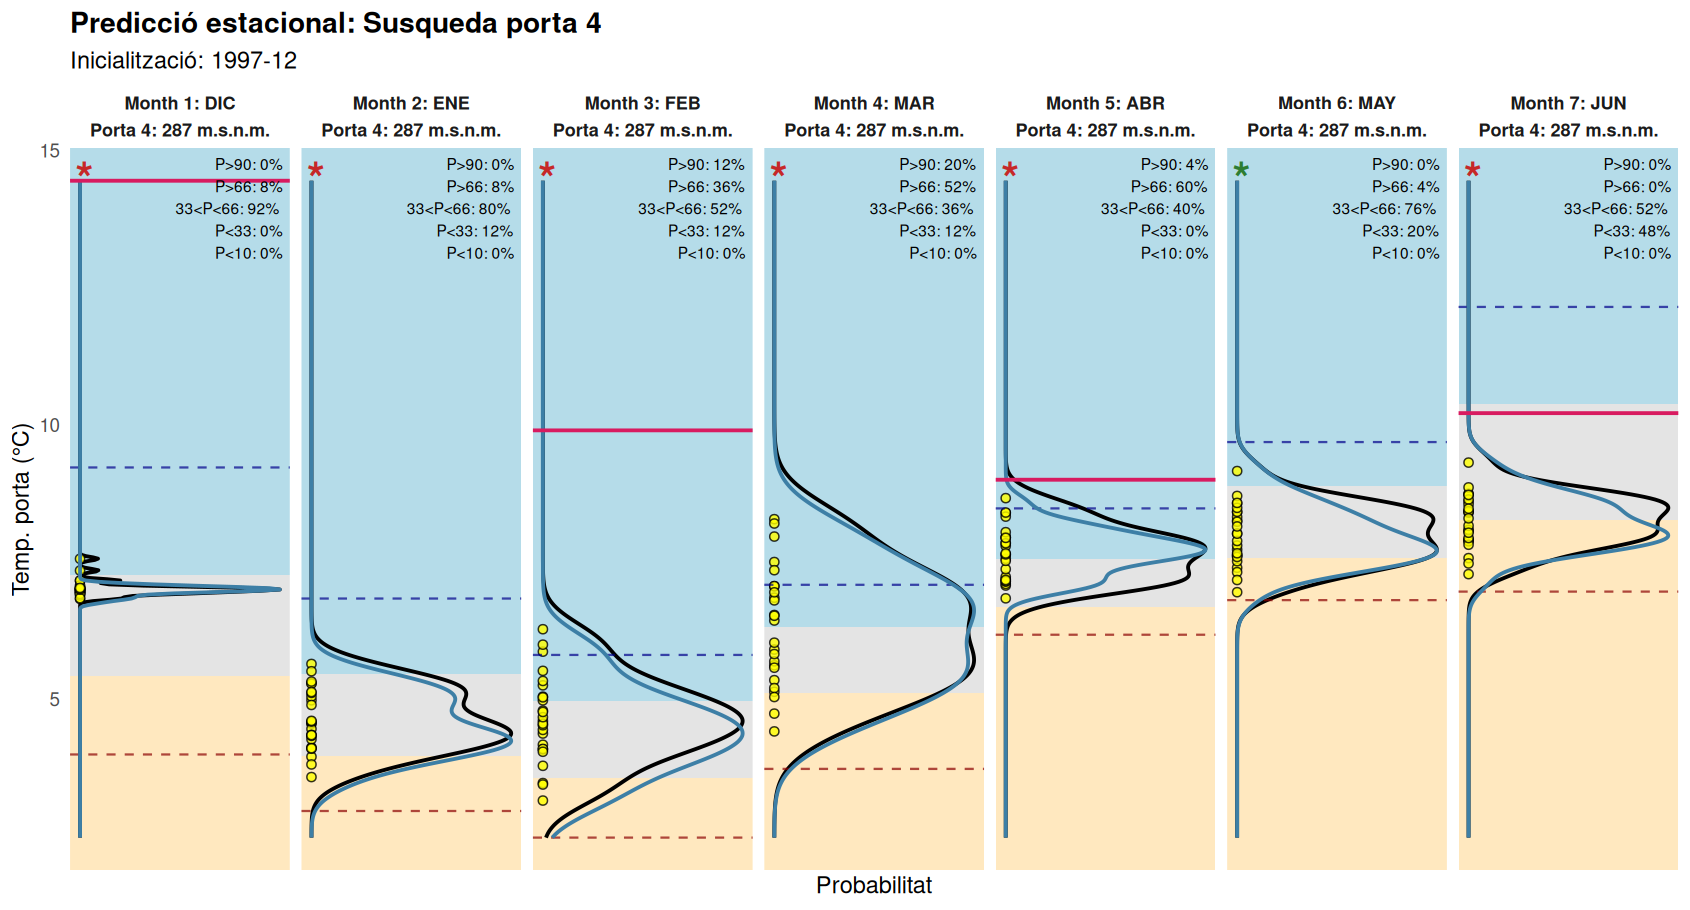 Predicció estacional: Susqueda porta 4
Inicialització: 1997-12
Month 1: DIC
Porta 4: 287 m.s.n.m.
Month 2: ENE
Porta 4: 287 m.s.n.m.
Month 3: FEB
Porta 4: 287 m.s.n.m.
Month 4: MAR
Porta 4: 287 m.s.n.m.
Month 5: ABR
Porta 4: 287 m.s.n.m.
Month 6: MAY
Porta 4: 287 m.s.n.m.
Month 7: JUN
Porta 4: 287 m.s.n.m.
Temp. porta (°C)
15
10
5
*
P>90: 0%
P>66: 8%
33<P<66: 92%
P<33: 0%
P<10: 0%
*
P>90: 0%
P>66: 8%
33<P<66: 80%
P<33: 12%
P<10: 0%
*
P>90: 12%
P>66: 36%
33<P<66: 52%
P<33: 12%
P<10: 0%
*
P>90: 20%
P>66: 52%
33<P<66: 36%
P<33: 12%
P<10: 0%
*
P>90: 4%
P>66: 60%
33<P<66: 40%
P<33: 0%
P<10: 0%
*
P>90: 0%
P>66: 4%
33<P<66: 76%
P<33: 20%
P<10: 0%
*
P>90: 0%
P>66: 0%
33<P<66: 52%
P<33: 48%
P<10: 0%
Probabilitat